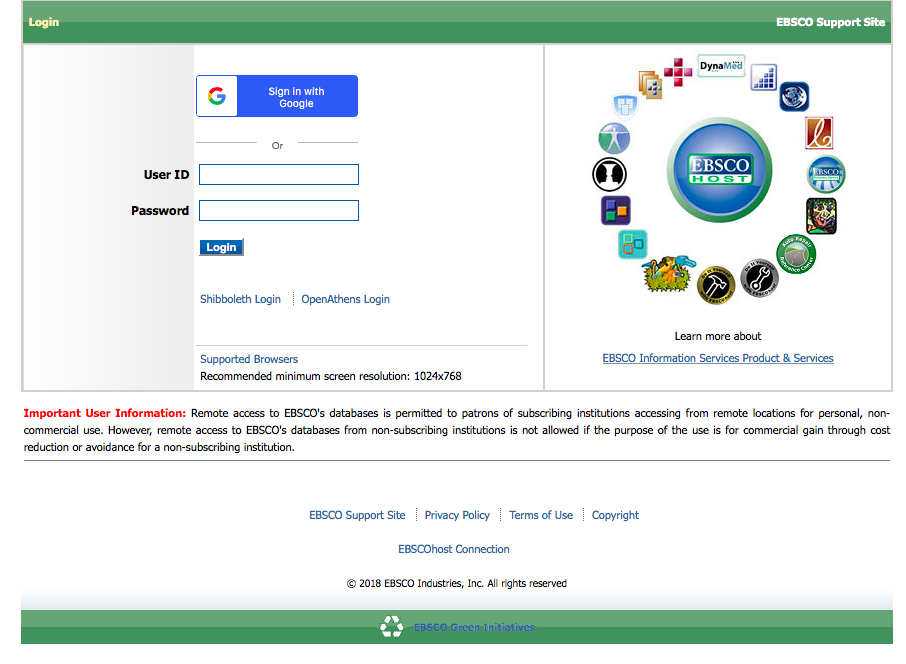 Login
EBSCO Support Site
Sign in with
Google
Or
User ID
Password
Login
Shibboleth Login
OpenAthens Login
Supported Browsers
Recommended minimum screen resolution: 1024x768
DynaMed
EBSCO
HOST
EBSCO
Auto Repair
Reference Center
Learn more about
EBSCO Information Services Product & Services
Important User Information: Remote access to EBSCO's databases is permitted to patrons of subscribing institutions accessing from remote locations for personal, non-
commercial use. However, remote access to EBSCO's databases from non-subscribing institutions is not allowed if the purpose of the use is for commercial gain through cost
reduction or avoidance for a non-subscribing institution.
EBSCO Support Site
Privacy Policy
Terms of Use
Copyright
EBSCOhost Connection
© 2018 EBSCO Industries, Inc. All rights reserved
EBSCO Green Initiatives